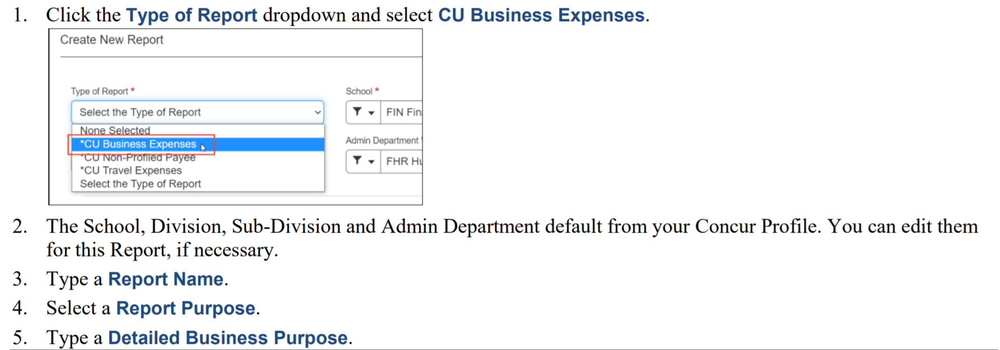 1. Click the Type of Report dropdown and select CU Business Expenses.
Create New Report
Type of Report *
School *
Select the Type of Report
FIN Fin
None Selected
*CU Business Expenses
Admin Department
*CU Non-Profiled Payee
FHR Hu
*CU Travel Expenses
Select the Type of Report
2. The School, Division, Sub-Division and Admin Department default from your Concur Profile. You can edit them
for this Report, if necessary.
3. Type a Report Name.
4. Select a Report Purpose.
5. Type a Detailed Business Purpose.